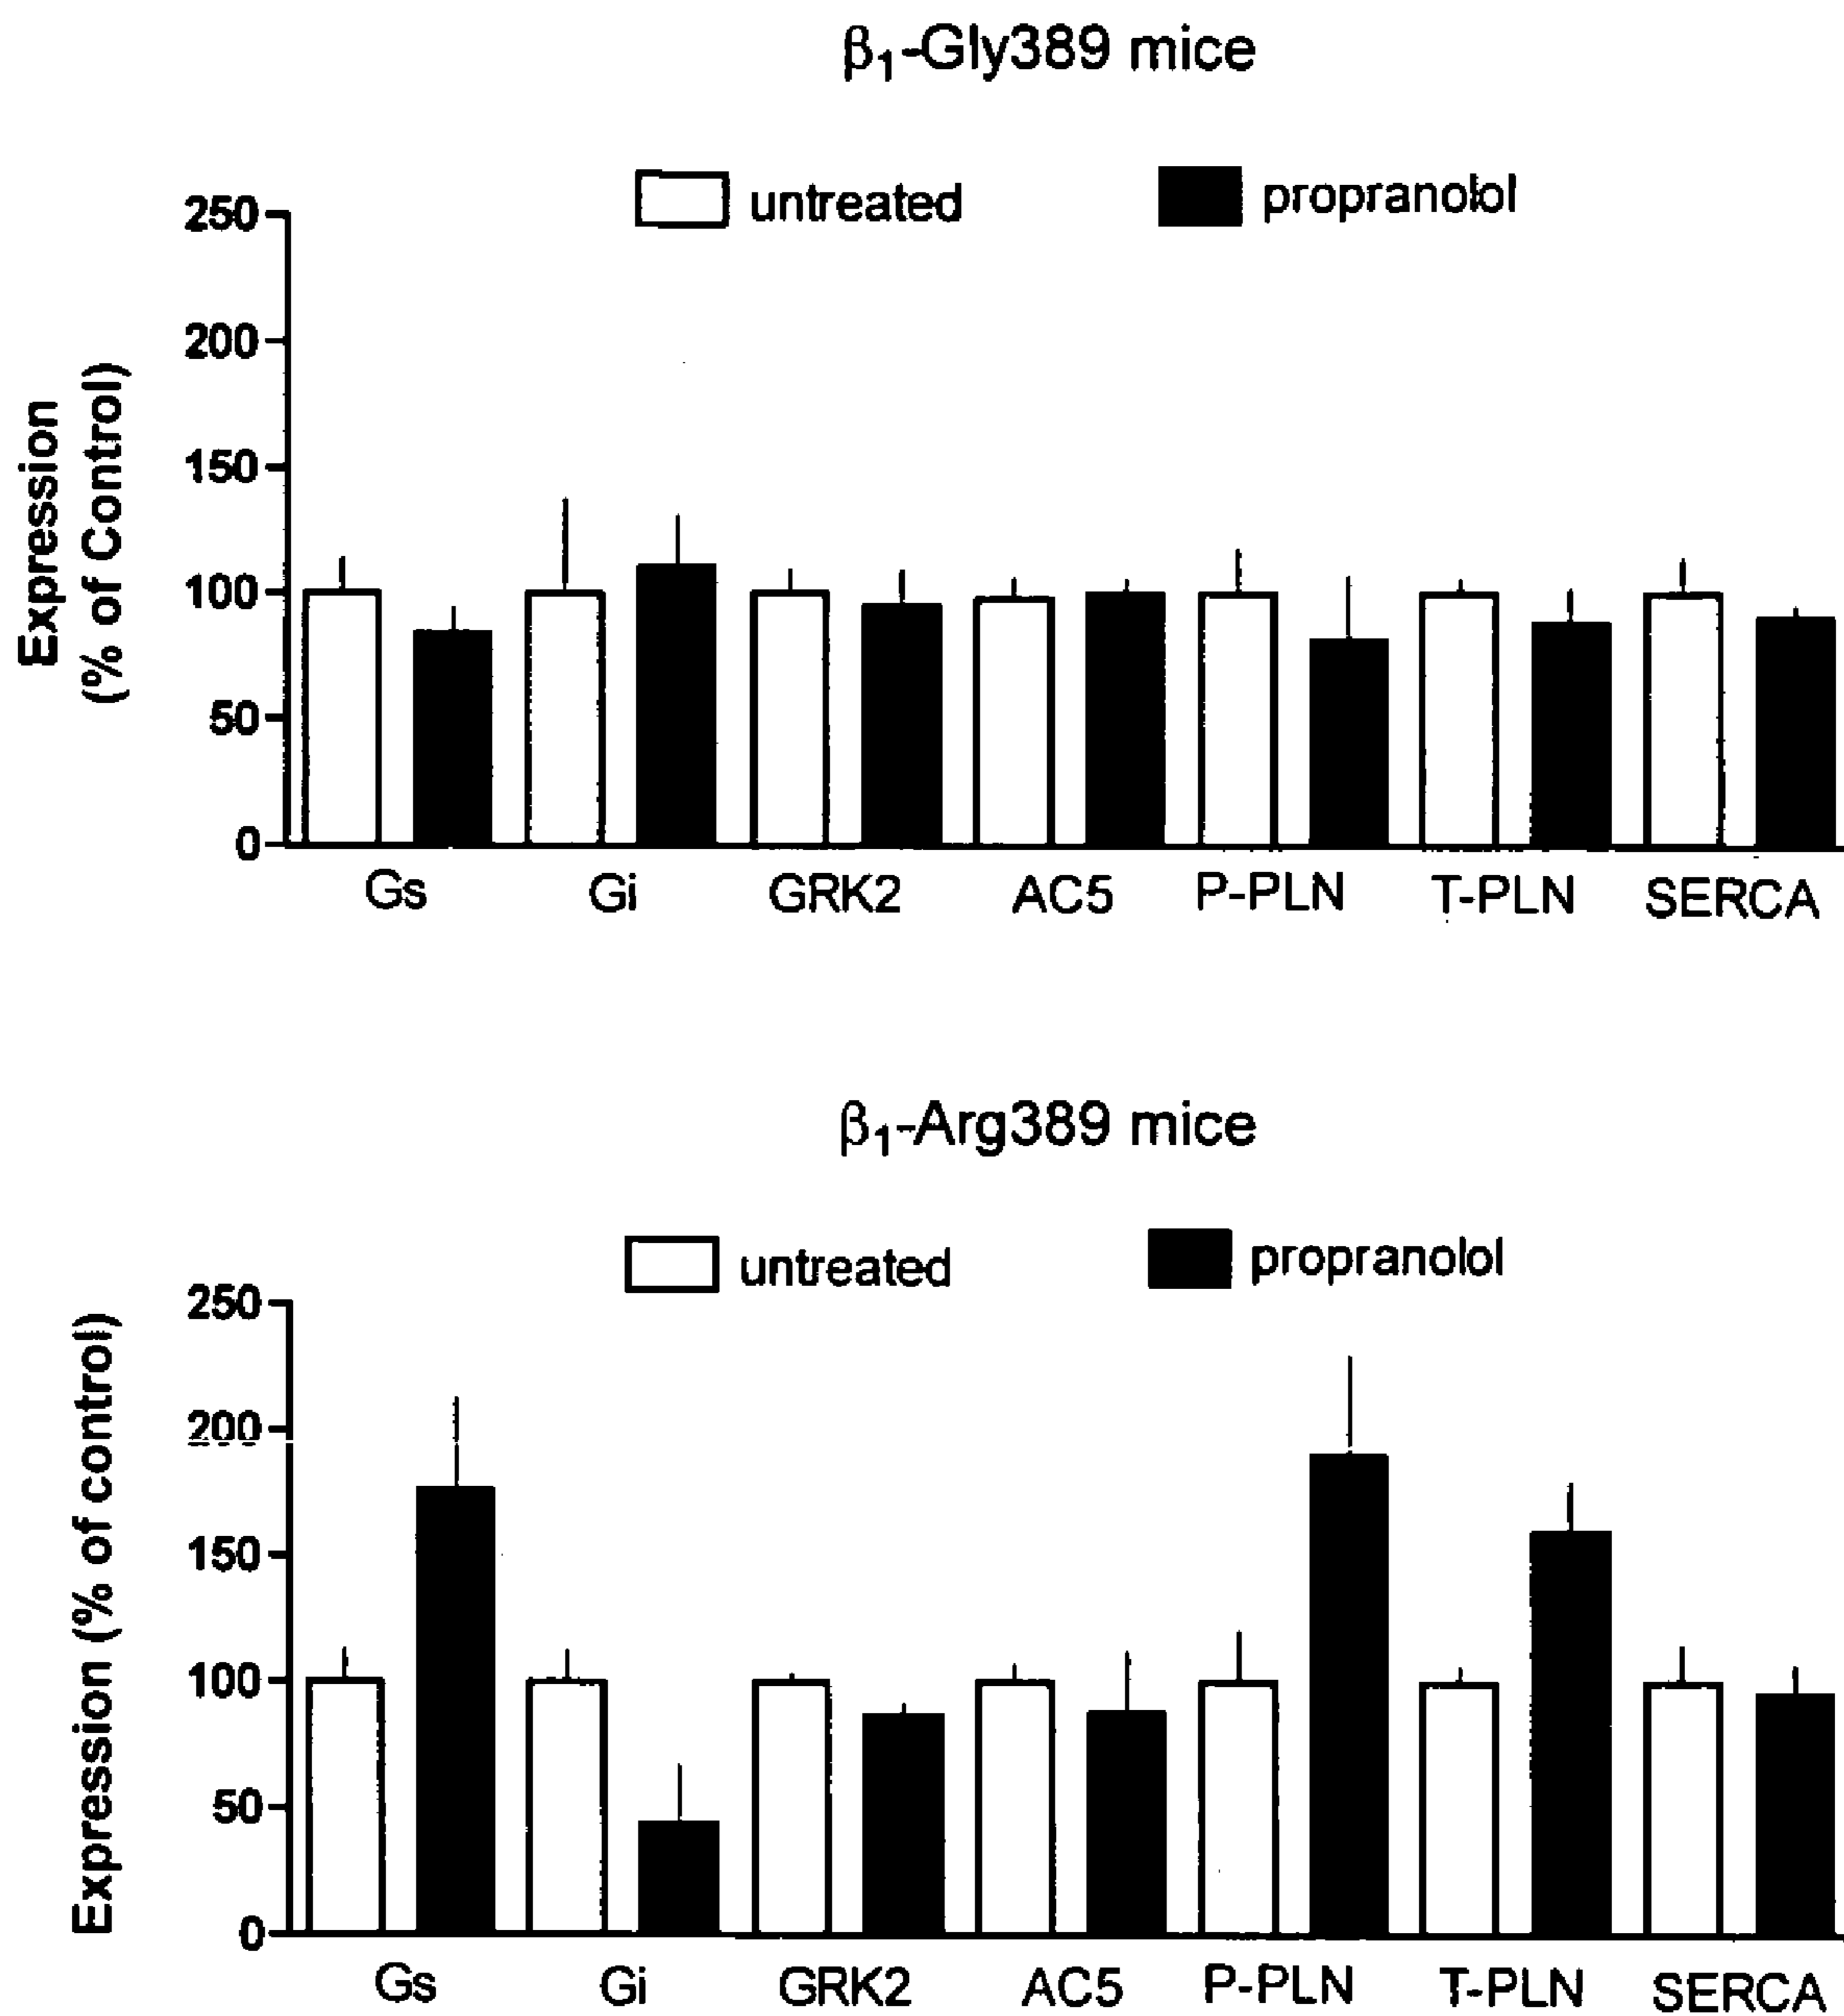 β₁-Gly389 mice
untreated propranolol
250
200
150
100
50
0
Expression
(% of Control)
Gs Gi GRK2 AC5 P-PLN T-PLN SERCA
β₁-Arg389 mice
untreated propranolol
250
200
150
100
50
0
Expression (% of control)
Gs Gi GRK2 AC5 P-PLN T-PLN SERCA